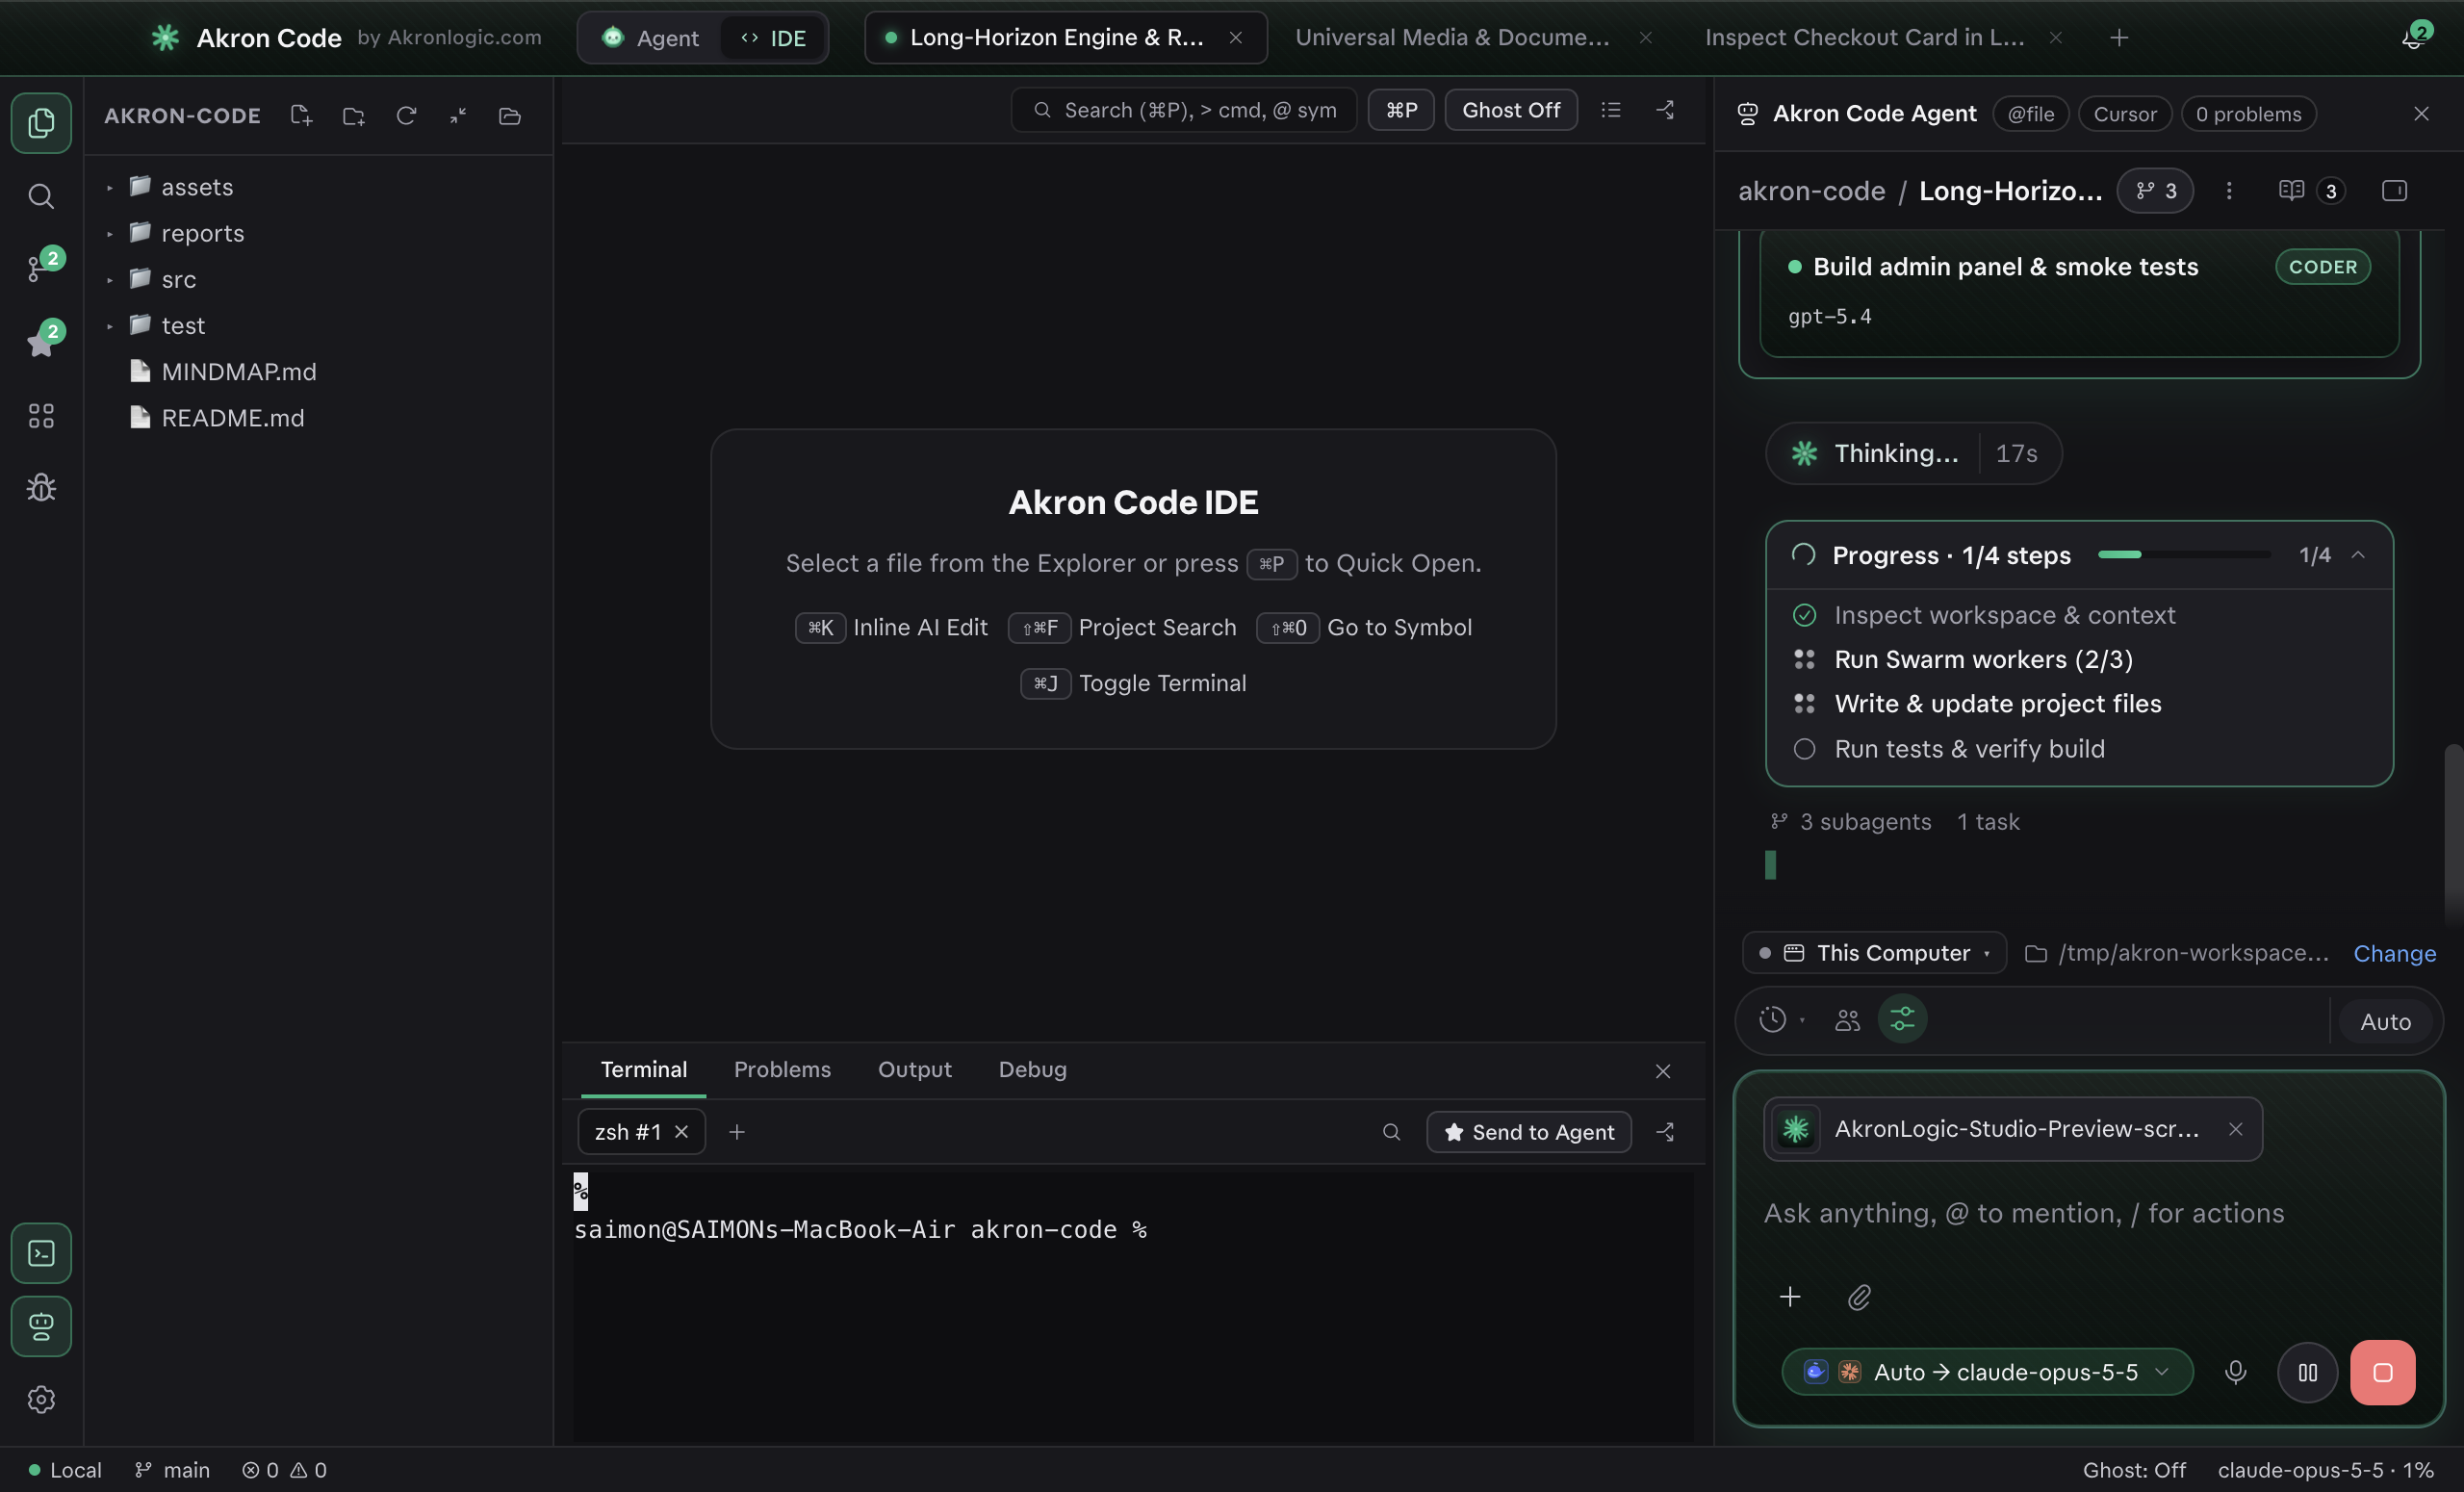 Akron Code by Akronlogic.com
Agent
IDE
Long-Horizon Engine & R...
Universal Media & Docume...
Inspect Checkout Card in L...
2
AKRON-CODE
2
2
assets
reports
src
test
MINDMAP.md
README.md
Search (⌘P), > cmd, @ sym
⌘P
Ghost Off
Akron Code IDE
Select a file from the Explorer or press ⌘P to Quick Open.
⌘K Inline AI Edit ⇧⌘F Project Search ⇧⌘O Go to Symbol
⌘J Toggle Terminal
Terminal Problems Output Debug
zsh #1
Send to Agent
%
saimon@SAIMONs-MacBook-Air akron-code %
Akron Code Agent @file Cursor 0 problems
akron-code / Long-Horizo... 3 3
Build admin panel & smoke tests CODER
gpt-5.4
Thinking... 17s
Progress · 1/4 steps 1/4
Inspect workspace & context
Run Swarm workers (2/3)
Write & update project files
Run tests & verify build
3 subagents 1 task
This Computer /tmp/akron-workspace... Change
Auto
AkronLogic-Studio-Preview-scr...
Ask anything, @ to mention, / for actions
Auto → claude-opus-5-5
Local main 0 0
Ghost: Off claude-opus-5-5 · 1%